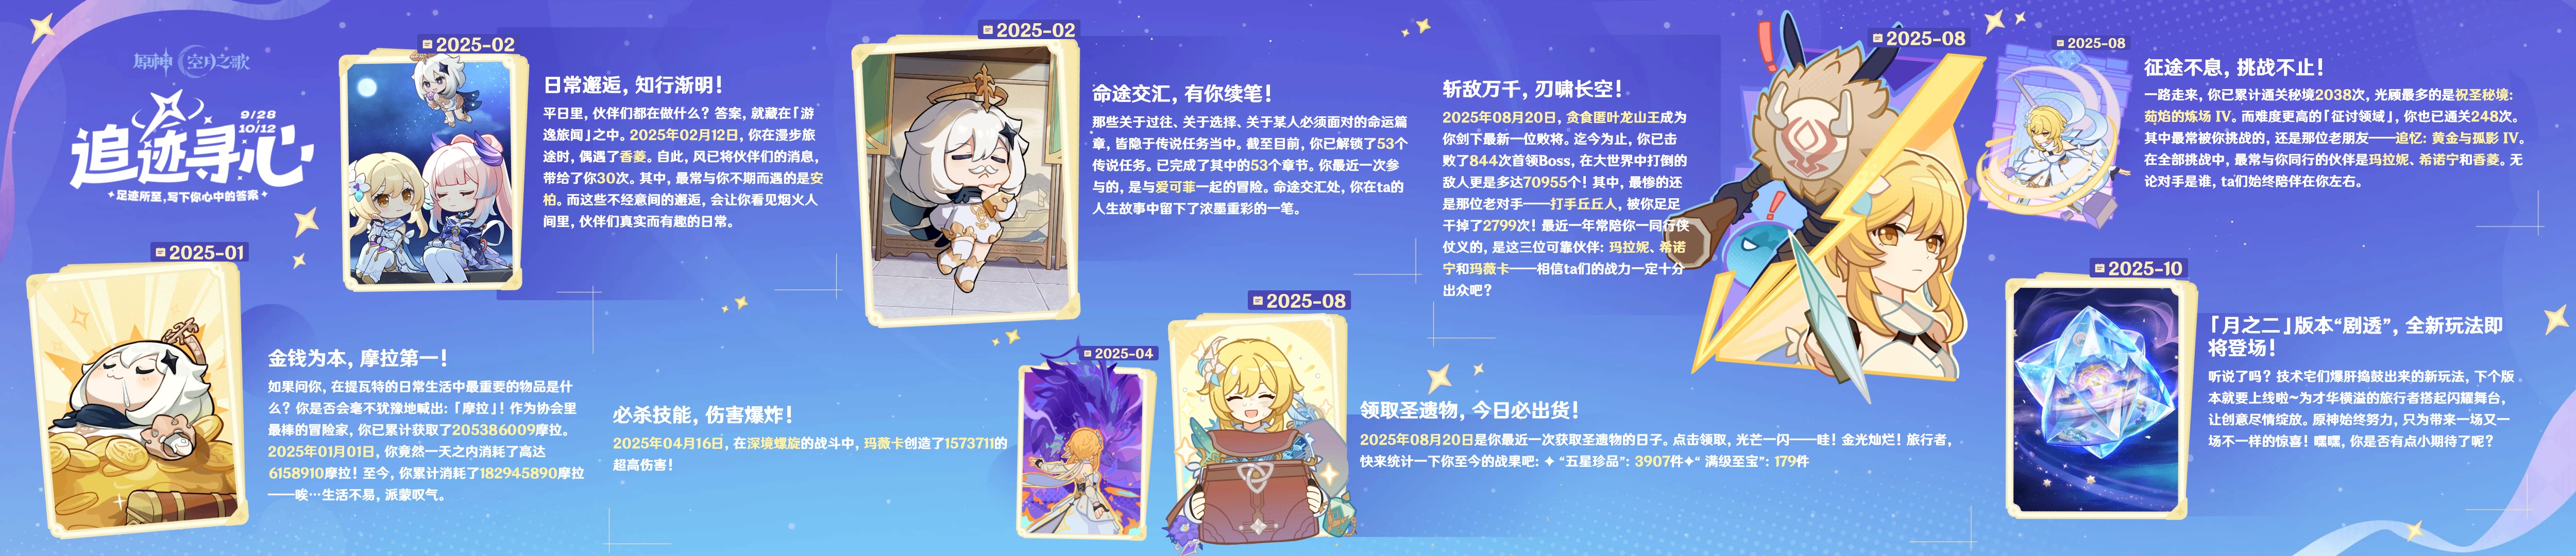 原神 空月之歌
追迹寻心
9/28
10/12
足迹所至,写下你心中的答案
2025-01
金钱为本,摩拉第一!
如果问你,在提瓦特的日常生活中最重要的物品是什
么?你是否会毫不犹豫地喊出:「摩拉」!作为协会里
最棒的冒险家,你已累计获取了205386009摩拉。
2025年01月01日,你竟然一天之内消耗了高达
6158910摩拉!至今,你累计消耗了182945890摩拉
——唉…生活不易,派蒙叹气。
2025-02
日常邂逅,知行渐明!
平日里,伙伴们都在做什么?答案,就藏在「游
逸旅闻」之中。2025年02月12日,你在漫步旅
途时,偶遇了香菱。自此,风已将伙伴们的消息,
带给了你30次。其中,最常与你不期而遇的是安
柏。而这些不经意间的邂逅,会让你看见烟火人
间里,伙伴们真实而有趣的日常。
2025-02
命途交汇,有你续笔!
那些关于过往、关于选择、关于某人必须面对的命运篇
章,皆隐于传说任务当中。截至目前,你已解锁了53个
传说任务。已完成了其中的53个章节。你最近一次参
与的,是与爱可菲一起的冒险。命途交汇处,你在ta的
人生故事中留下了浓墨重彩的一笔。
2025-04
必杀技能,伤害爆炸!
2025年04月16日,在深境螺旋的战斗中,玛薇卡创造了1573711的
超高伤害!
2025-08
领取圣遗物,今日必出货!
2025年08月20日是你最近一次获取圣遗物的日子。点击领取,光芒一闪——哇!金光灿烂!旅行者,
快来统计一下你至今的战果吧:✦ “五星珍品”:3907件✦“ 满级至宝”:179件
2025-08
斩敌万千,刃啸长空!
2025年08月20日,贪食匿叶龙山王成为
你剑下最新一位败将。迄今为止,你已击
败了844次首领Boss,在大世界中打倒的
敌人更是多达70955个!其中,最惨的还
是那位老对手——打手丘丘人,被你足足
干掉了2799次!最近一年常陪你一同行侠
仗义的,是这三位可靠伙伴:玛拉妮、希诺
宁和玛薇卡——相信ta们的战力一定十分
出众吧?
2025-08
征途不息,挑战不止!
一路走来,你已累计通关秘境2038次,光顾最多的是祝圣秘境:
荒焰的炼场 IV。而难度更高的「征讨领域」,你也已通关248次。
其中最常被你挑战的,还是那位老朋友——追忆:黄金与孤影 IV。
在全部挑战中,最常与你同行的伙伴是玛拉妮、希诺宁和香菱。无
论对手是谁,ta们始终陪伴在你左右。
2025-10
「月之二」版本“剧透”,全新玩法即
将登场!
听说了吗?技术宅们爆肝捣鼓出来的新玩法,下个版
本就要上线啦~为才华横溢的旅行者搭起闪耀舞台,
让创意尽情绽放。原神始终努力,只为带来一场又一
场不一样的惊喜!嘿嘿,你是否有点小期待了呢?